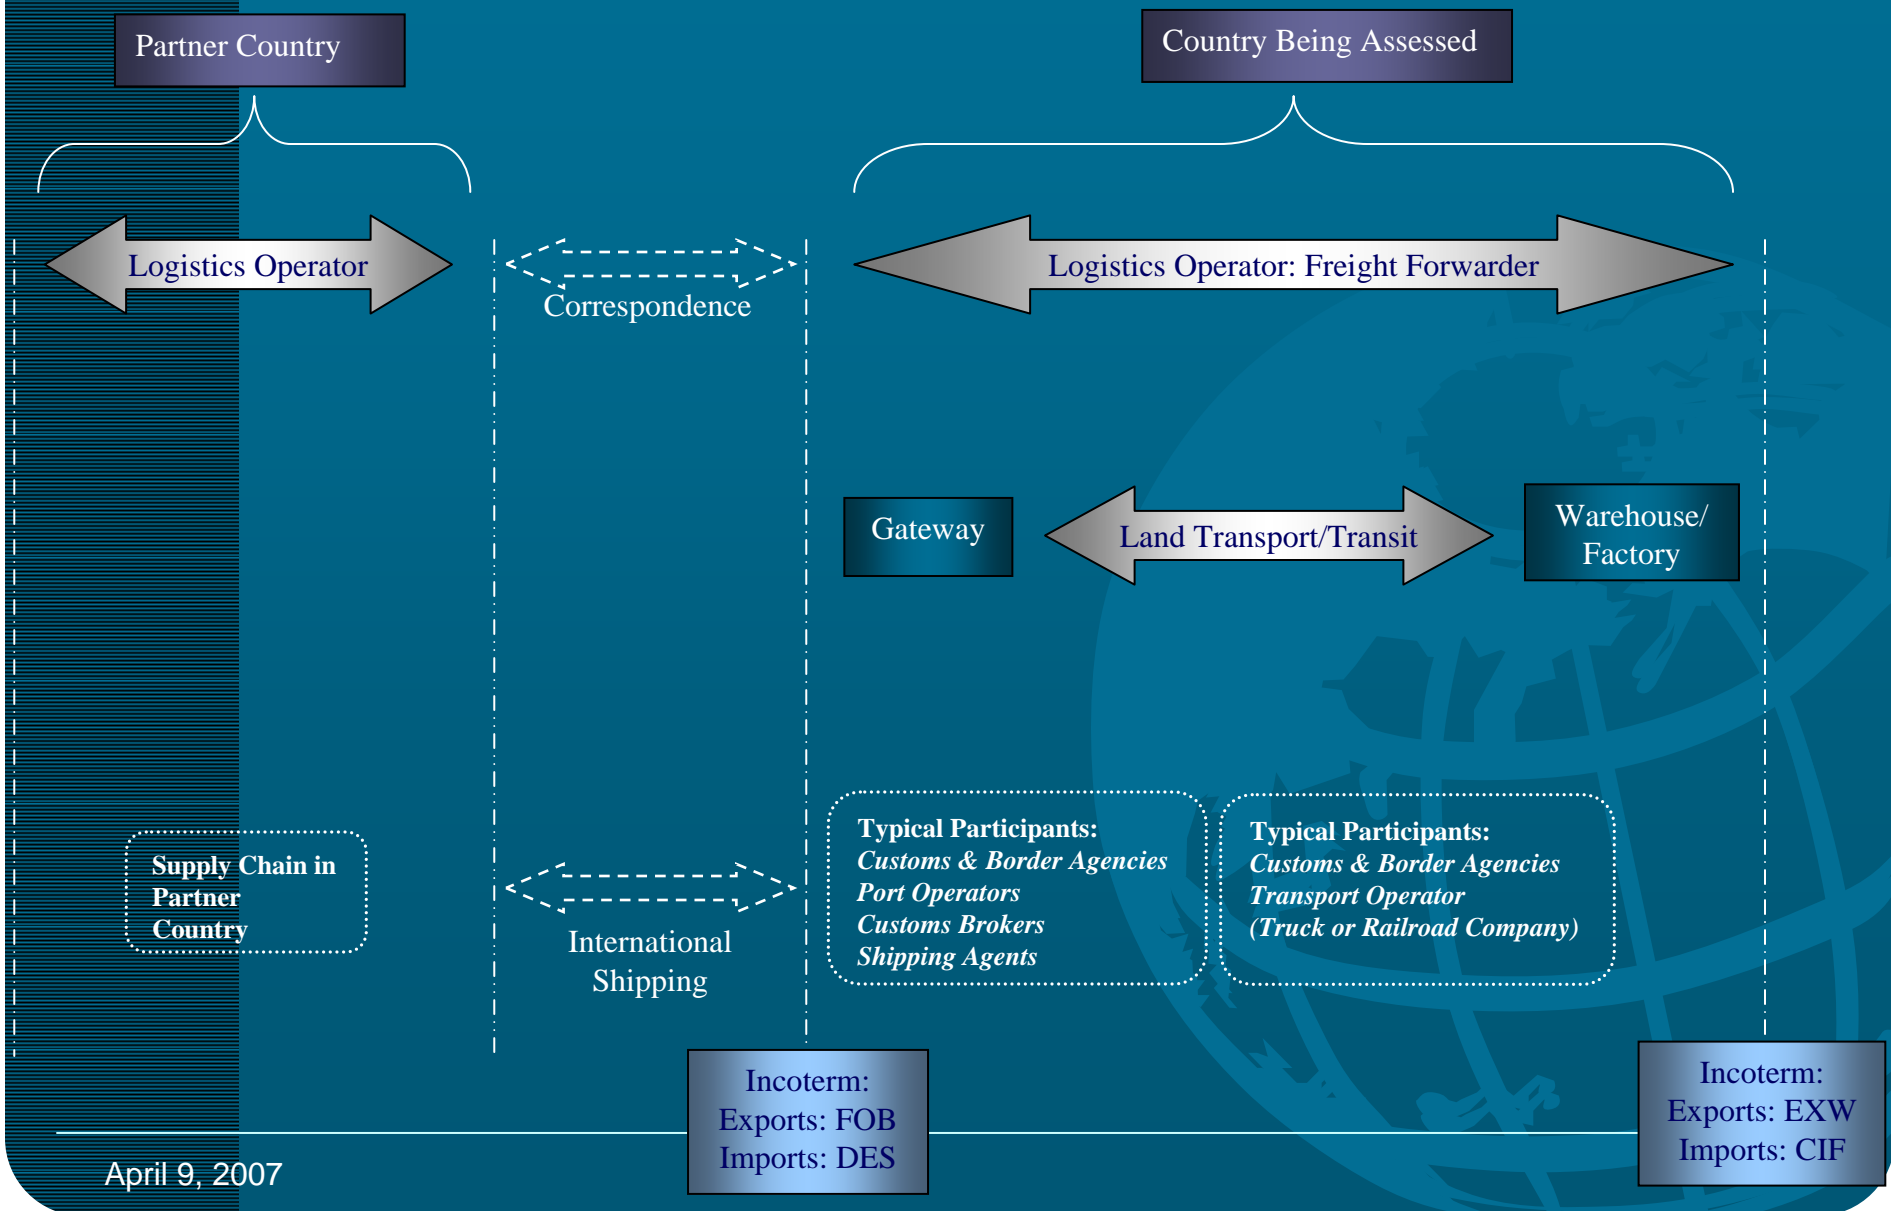 Partner Country
Country Being Assessed
Logistics Operator
Correspondence
Logistics Operator: Freight Forwarder
Gateway
Land Transport/Transit
Warehouse/
Factory
Supply Chain in
Partner
Country
International
Shipping
Typical Participants:
Customs & Border Agencies
Port Operators
Customs Brokers
Shipping Agents
Typical Participants:
Customs & Border Agencies
Transport Operator
(Truck or Railroad Company)
Incoterm:
Exports: FOB
Imports: DES
Incoterm:
Exports: EXW
Imports: CIF
April 9, 2007